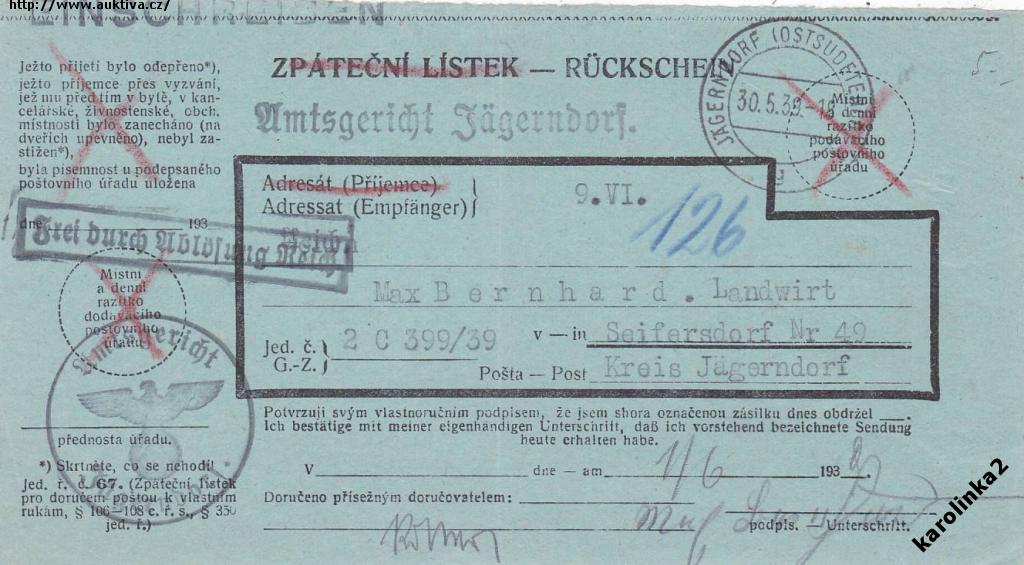 http://www.auktiva.cz/
EINSCHREIBEN
Ježto přijetí bylo odepřeno*),
ježto příjemce přes vyzvání,
jež mu před tím v bytě, v kan-
celářské, živnostenské, obch.
místnosti bylo zanecháno (na
dveřích upevněno), nebyl za-
stižen*),
byla písemnost u podepsaného
poštovního úřadu uložena
dne 193
Frei durch Ablösung Reich
Místní
a denní
razítko
dodávacího
poštovního
úřadu
Amtsgericht
přednosta úřadu.
*) Škrtněte, co se nehodí!
Jed. ř. č. 67. (Zpáteční lístek
pro doručem poštou k vlastním
rukám, § 106–108 c. ř. s., § 350
jed. ř.)
ZPÁTEČNÍ LÍSTEK — RÜCKSCHEIN
Amtsgericht Jägerndorf.
JÄGERNDORF (OSTSUDETENL)
30.5.39
Místní
a denní
razítko
podávacího
poštovního
úřadu
5.-
Adresát (Příjemce)
Adressat (Empfänger)
9.VI.
126
Max Bernhard. Landwirt
Jed. č.
G.-Z.
2 C 399/39
v — in Seifersdorf Nr 49
Pošta — Post Kreis Jägerndorf
Potvrzuji svým vlastnoručním podpisem, že jsem shora označenou zásilku dnes obdržel
Ich bestätige mit meiner eigenhändigen Unterschrift, daß ich vorstehend bezeichnete Sendung
heute erhalten habe.
V dne — am 1/6 1939
Doručeno přísežným doručovatelem:
podpis. — Unterschrift.
karolinka2